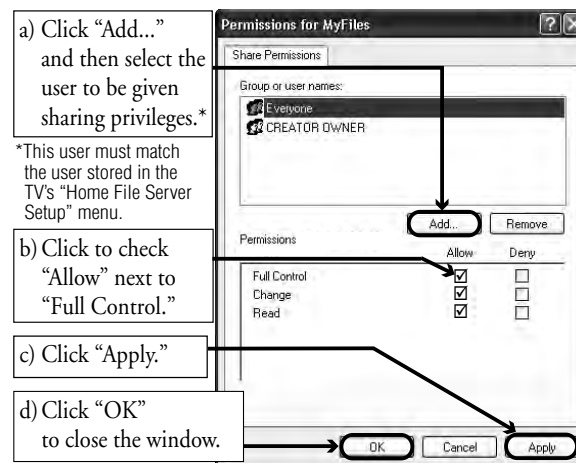 a) Click “Add...”
and then select the
user to be given
sharing privileges.*
*This user must match
the user stored in the
TV’s “Home File Server
Setup” menu.
b) Click to check
“Allow” next to
“Full Control.”
c) Click “Apply.”
d) Click “OK”
to close the window.
Permissions for MyFiles
Share Permissions
Group or user names:
Everyone
CREATOR OWNER
Add...
Remove
Permissions
Allow
Deny
Full Control
Change
Read
OK
Cancel
Apply